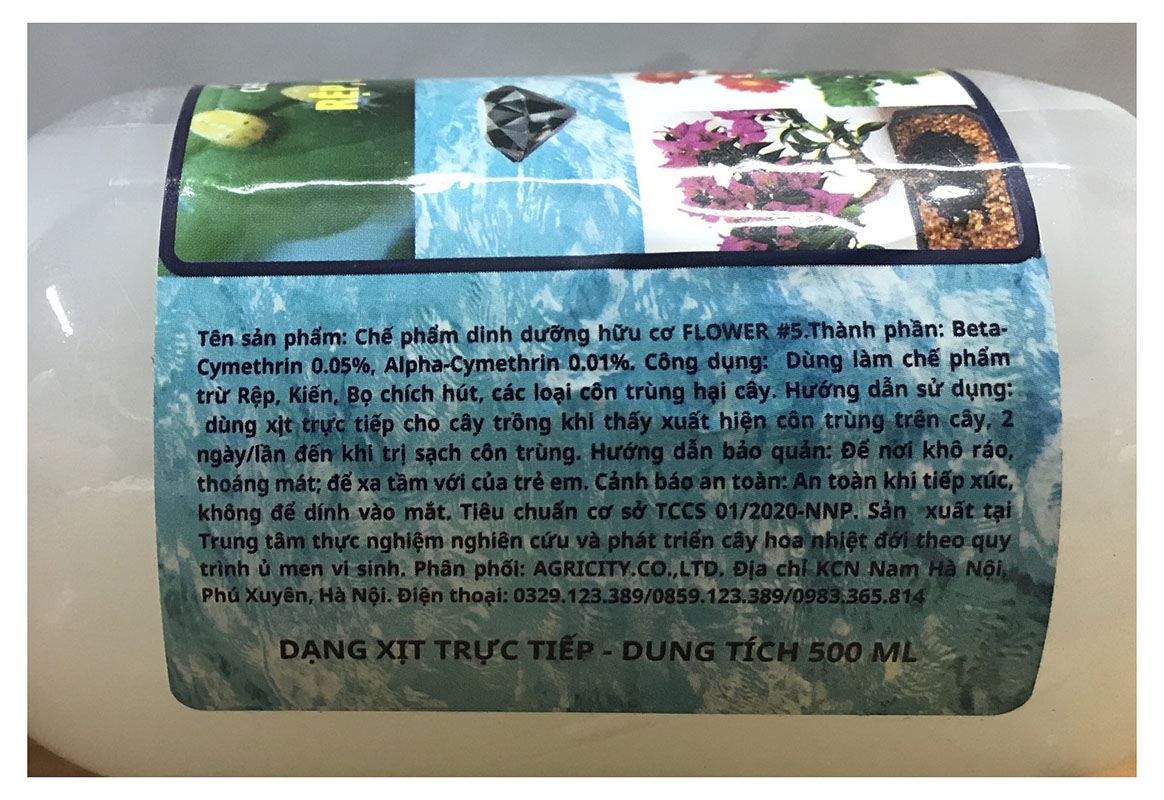 RỆP
Tên sản phẩm: Chế phẩm dinh dưỡng hữu cơ FLOWER #5.Thành phần: Beta-
Cymethrin 0.05%, Alpha-Cymethrin 0.01%. Công dụng: Dùng làm chế phẩm
trừ Rệp, Kiến, Bọ chích hút, các loại côn trùng hại cây. Hướng dẫn sử dụng:
dùng xịt trực tiếp cho cây trồng khi thấy xuất hiện côn trùng trên cây, 2
ngày/lần đến khi trị sạch côn trùng. Hướng dẫn bảo quản: Để nơi khô ráo,
thoáng mát; để xa tầm với của trẻ em. Cảnh báo an toàn: An toàn khi tiếp xúc,
không để dính vào mắt. Tiêu chuẩn cơ sở TCCS 01/2020-NNP. Sản xuất tại
Trung tâm thực nghiệm nghiên cứu và phát triển cây hoa nhiệt đới theo quy
trình ủ men vi sinh. Phân phối: AGRICITY.CO.,LTD. Địa chỉ KCN Nam Hà Nội,
Phú Xuyên, Hà Nội. Điện thoại: 0329.123.389/0859.123.389/0983.365.814
DẠNG XỊT TRỰC TIẾP - DUNG TÍCH 500 ML